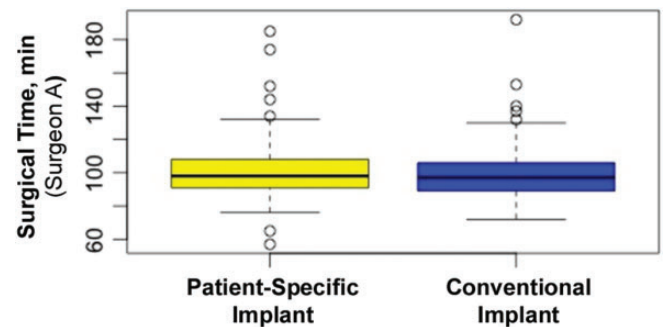 Surgical Time, min
(Surgeon A)
180
140
100
60
Patient-Specific
Implant
Conventional
Implant